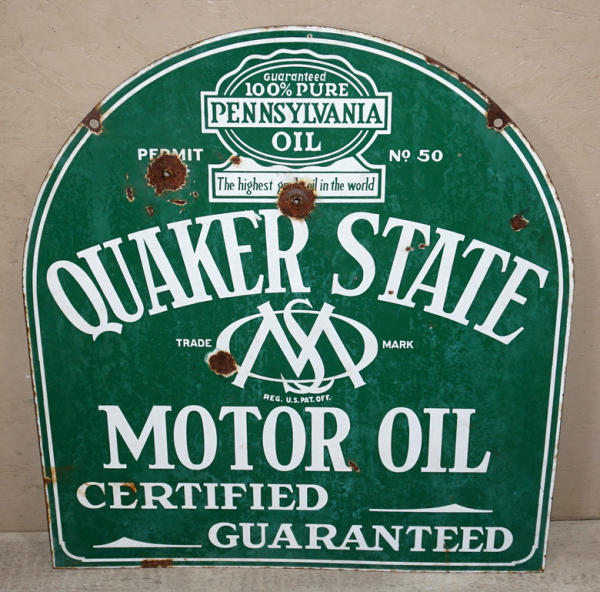 Guaranteed
100% PURE
PENNSYLVANIA
OIL
PERMIT Nº 50
The highest grade oil in the world
QUAKER STATE
TRADE MARK
REG. U.S. PAT. OFF.
MOTOR OIL
CERTIFIED
GUARANTEED